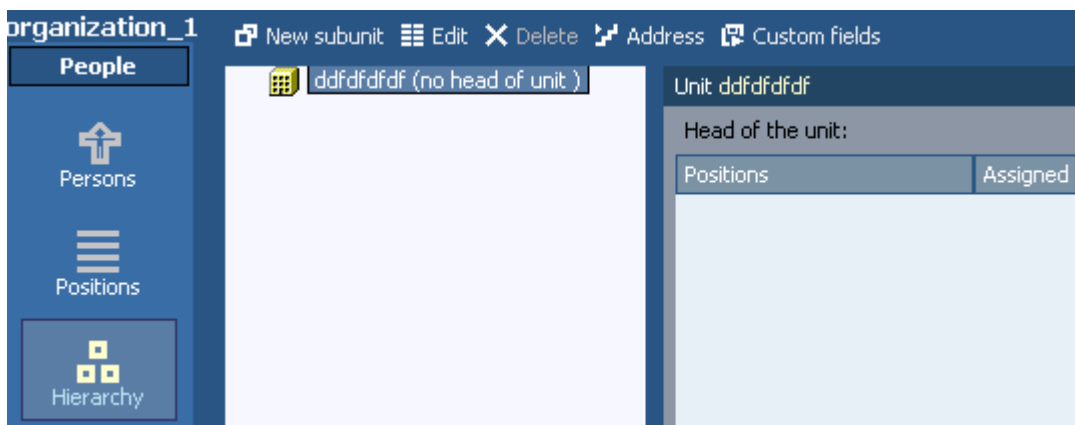 organization_1
People
Persons
Positions
Hierarchy
New subunit Edit Delete Address Custom fields
ddfdfdfdf (no head of unit )
Unit ddfdfdfdf
Head of the unit:
Positions Assigned